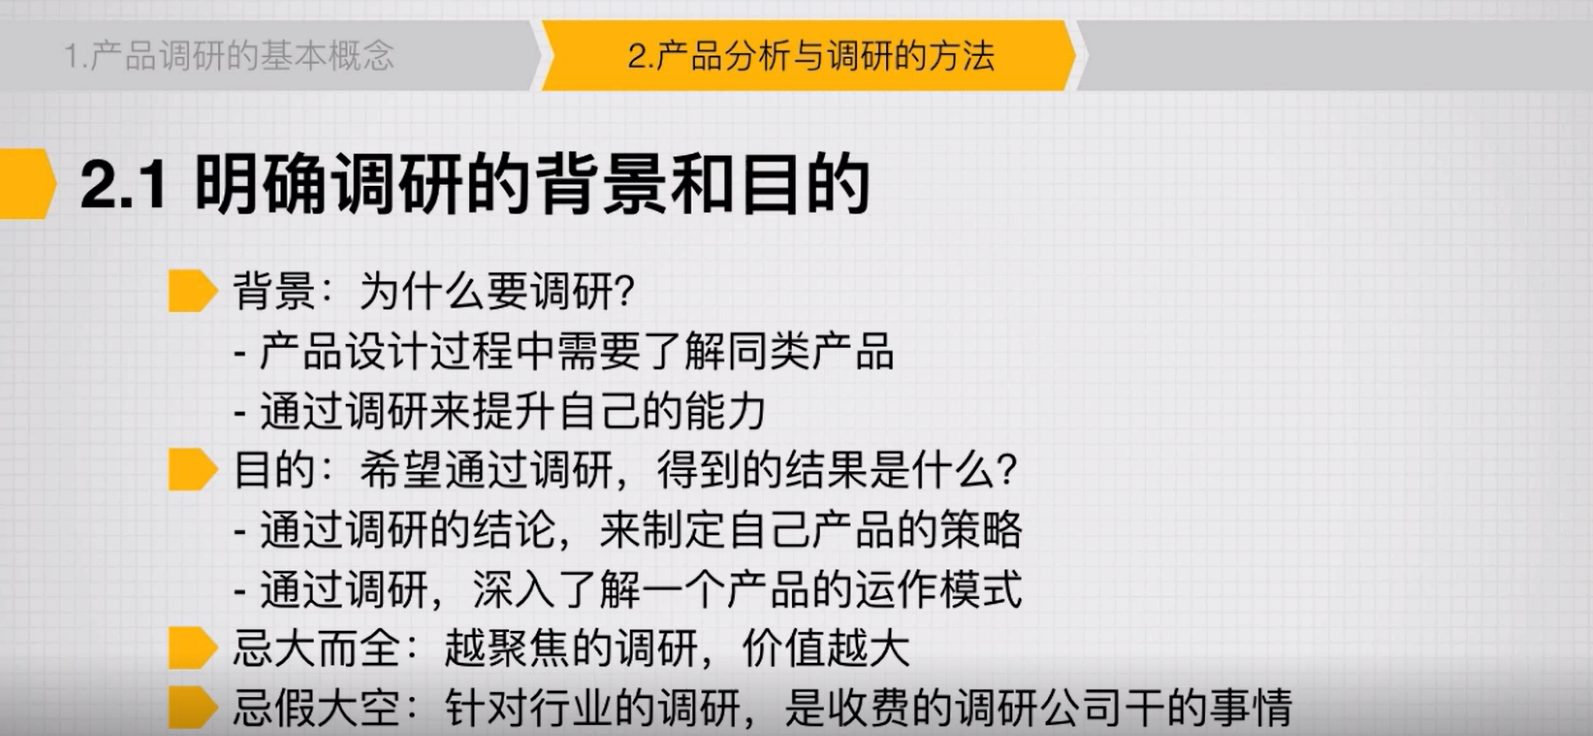 1.产品调研的基本概念
2.产品分析与调研的方法
2.1 明确调研的背景和目的
背景：为什么要调研？
- 产品设计过程中需要了解同类产品
- 通过调研来提升自己的能力
目的：希望通过调研，得到的结果是什么？
- 通过调研的结论，来制定自己产品的策略
- 通过调研，深入了解一个产品的运作模式
忌大而全：越聚焦的调研，价值越大
忌假大空：针对行业的调研，是收费的调研公司干的事情